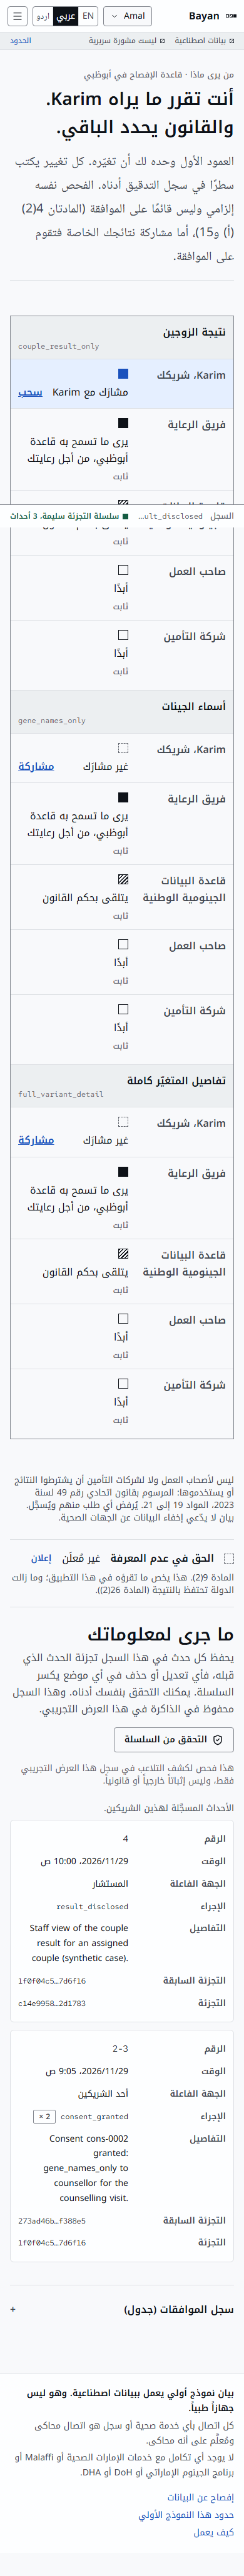 Bayan
Amal
EN
عربي
اردو
بيانات اصطناعية
ليست مشورة سريرية
الحدود
من يرى ماذا · قاعدة الإفصاح في أبوظبي
أنت تقرر ما يراه Karim.
والقانون يحدد الباقي.
العمود الأول وحده لك أن تغيّره. كل تغيير يكتب
سطرًا في سجل التدقيق أدناه. الفحص نفسه
إلزامي وليس قائمًا على الموافقة (المادتان 4(2)
(أ) و15)، أما مشاركة نتائجك الخاصة فتقوم
على الموافقة.
نتيجة الزوجين
couple_result_only
Karim، شريكك
مشارَك مع Karim
سحب
فريق الرعاية
يرى ما تسمح به قاعدة
أبوظبي، من أجل رعايتك
ثابت
السجل
سلسلة التجزئة سليمة، 3 أحداث
ثابت
صاحب العمل
أبدًا
ثابت
شركة التأمين
أبدًا
ثابت
أسماء الجينات
gene_names_only
Karim، شريكك
غير مشارَك
مشاركة
فريق الرعاية
يرى ما تسمح به قاعدة
أبوظبي، من أجل رعايتك
ثابت
قاعدة البيانات
الجينومية الوطنية
يتلقى بحكم القانون
ثابت
صاحب العمل
أبدًا
ثابت
شركة التأمين
أبدًا
ثابت
تفاصيل المتغيّر كاملة
full_variant_detail
Karim، شريكك
غير مشارَك
مشاركة
فريق الرعاية
يرى ما تسمح به قاعدة
أبوظبي، من أجل رعايتك
ثابت
قاعدة البيانات
الجينومية الوطنية
يتلقى بحكم القانون
ثابت
صاحب العمل
أبدًا
ثابت
شركة التأمين
أبدًا
ثابت
ليس لأصحاب العمل ولا لشركات التأمين أن يشترطوا النتائج
أو يستخدموها: المرسوم بقانون اتحادي رقم 49 لسنة
2023، المواد 19 إلى 21. يُرفض أي طلب منهم ويُسجَّل.
بيان لا يدّعي إخفاء البيانات عن الجهات الصحية.
الحق في عدم المعرفة
غير مُعلَن
إعلان
المادة 9(2). هذا يخص ما تقرؤه في هذا التطبيق؛ وما زالت
الدولة تحتفظ بالنتيجة (المادة 26(2)).
ما جرى لمعلوماتك
يحفظ كل حدث في هذا السجل تجزئة الحدث الذي
قبله، فأي تعديل أو حذف في أي موضع يكسر
السلسلة. يمكنك التحقق بنفسك أدناه. وهذا السجل
محفوظ في الذاكرة في هذا العرض التجريبي.
التحقق من السلسلة
هذا فحص لكشف التلاعب في سجل هذا العرض التجريبي
فقط، وليس إثباتاً خارجياً أو قانونياً.
الأحداث المسجَّلة لهذين الشريكين.
الرقم
4
الوقت
2026/11/29، 10:00 ص
الجهة الفاعلة
المستشار
الإجراء
result_disclosed
التفاصيل
Staff view of the couple
result for an assigned
couple (synthetic case).
التجزئة السابقة
1f0f04c5…7d6f16
التجزئة
c14e9958…2d1783
الرقم
2-3
الوقت
2026/11/29، 9:05 ص
الجهة الفاعلة
أحد الشريكين
الإجراء
consent_granted
× 2
التفاصيل
Consent cons-0002
granted:
gene_names_only to
counsellor for the
counselling visit.
التجزئة السابقة
273ad46b…f388e5
التجزئة
1f0f04c5…7d6f16
سجل الموافقات (جدول)
+
بيان نموذج أولي يعمل ببيانات اصطناعية. وهو ليس
جهازاً طبياً.
كل اتصال بأي خدمة صحية أو سجل هو اتصال محاكى
ومُعلَّم على أنه محاكى.
لا يوجد أي تكامل مع خدمات الإمارات الصحية أو Malaffi أو
برنامج الجينوم الإماراتي أو DoH أو DHA.
إفصاح عن البيانات
حدود هذا النموذج الأولي
كيف يعمل